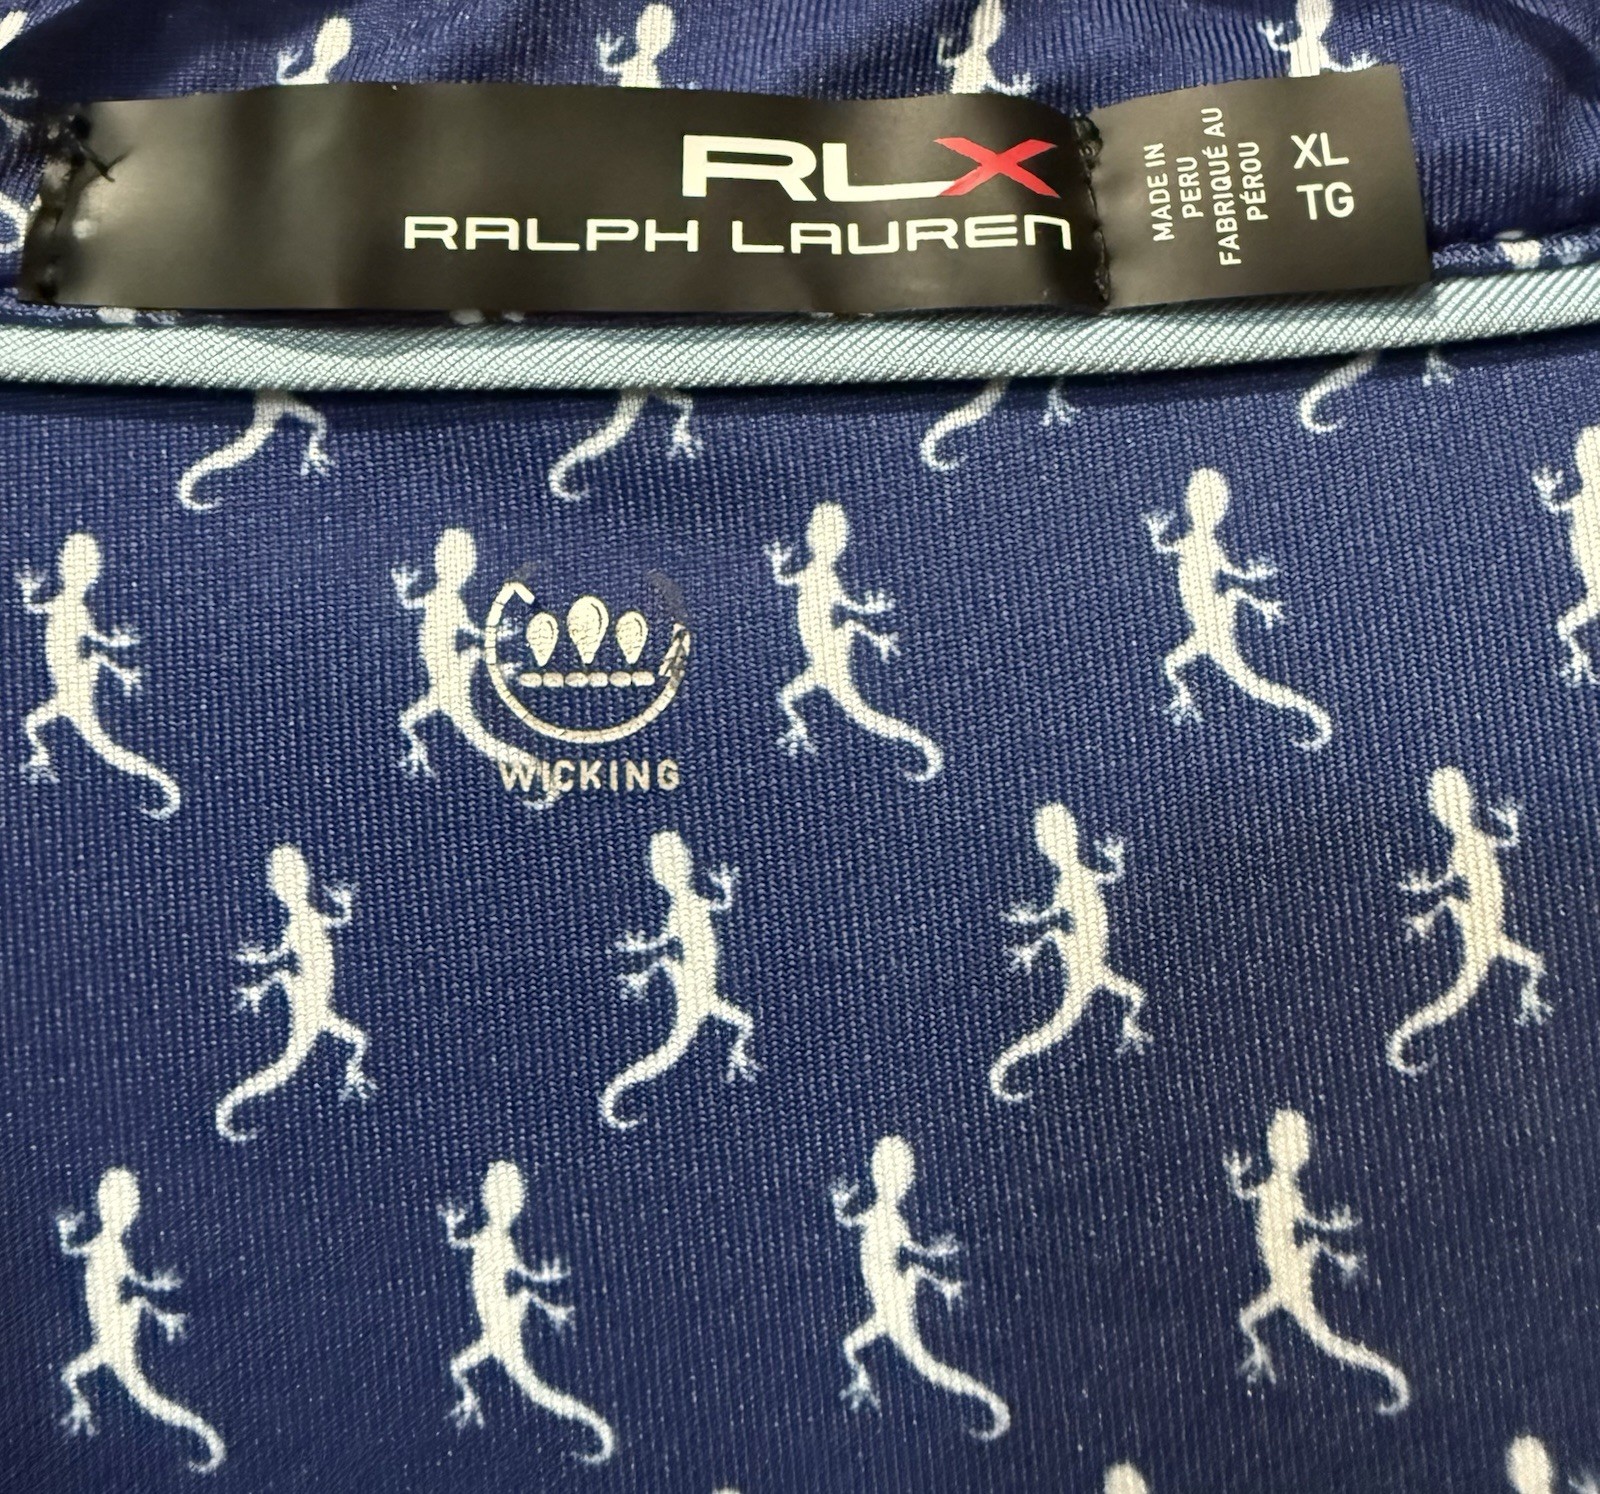 RLX
RALPH LAUREN
MADE IN
PERU
FABRIQUÉ AU
PÉROU
XL
TG
WICKING